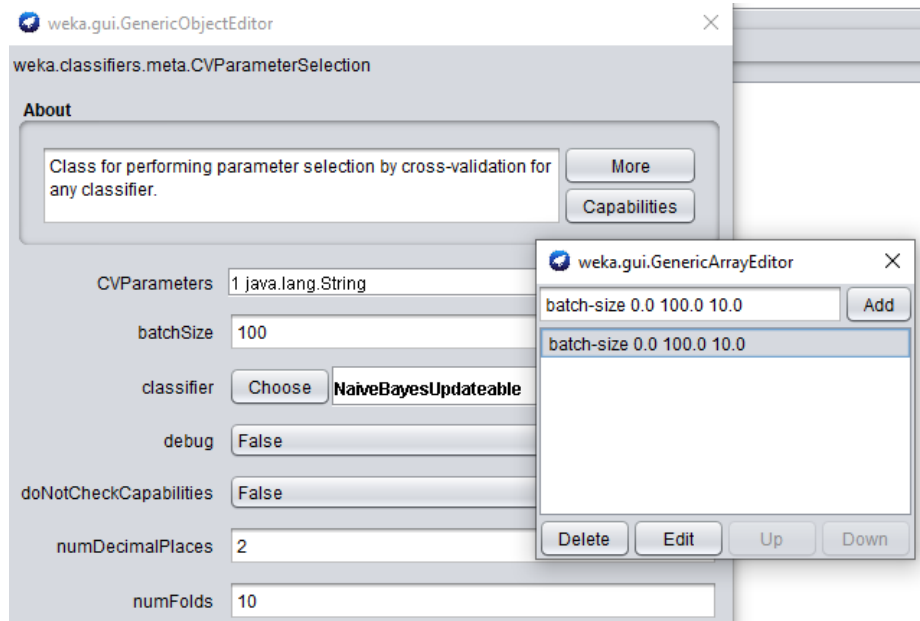 weka.gui.GenericObjectEditor
weka.classifiers.meta.CVParameterSelection
About
Class for performing parameter selection by cross-validation for
any classifier.
More
Capabilities
CVParameters 1 java.lang.String
batchSize 100
classifier Choose NaiveBayesUpdateable
debug False
doNotCheckCapabilities False
numDecimalPlaces 2
numFolds 10
weka.gui.GenericArrayEditor
batch-size 0.0 100.0 10.0 Add
batch-size 0.0 100.0 10.0
Delete Edit Up Down